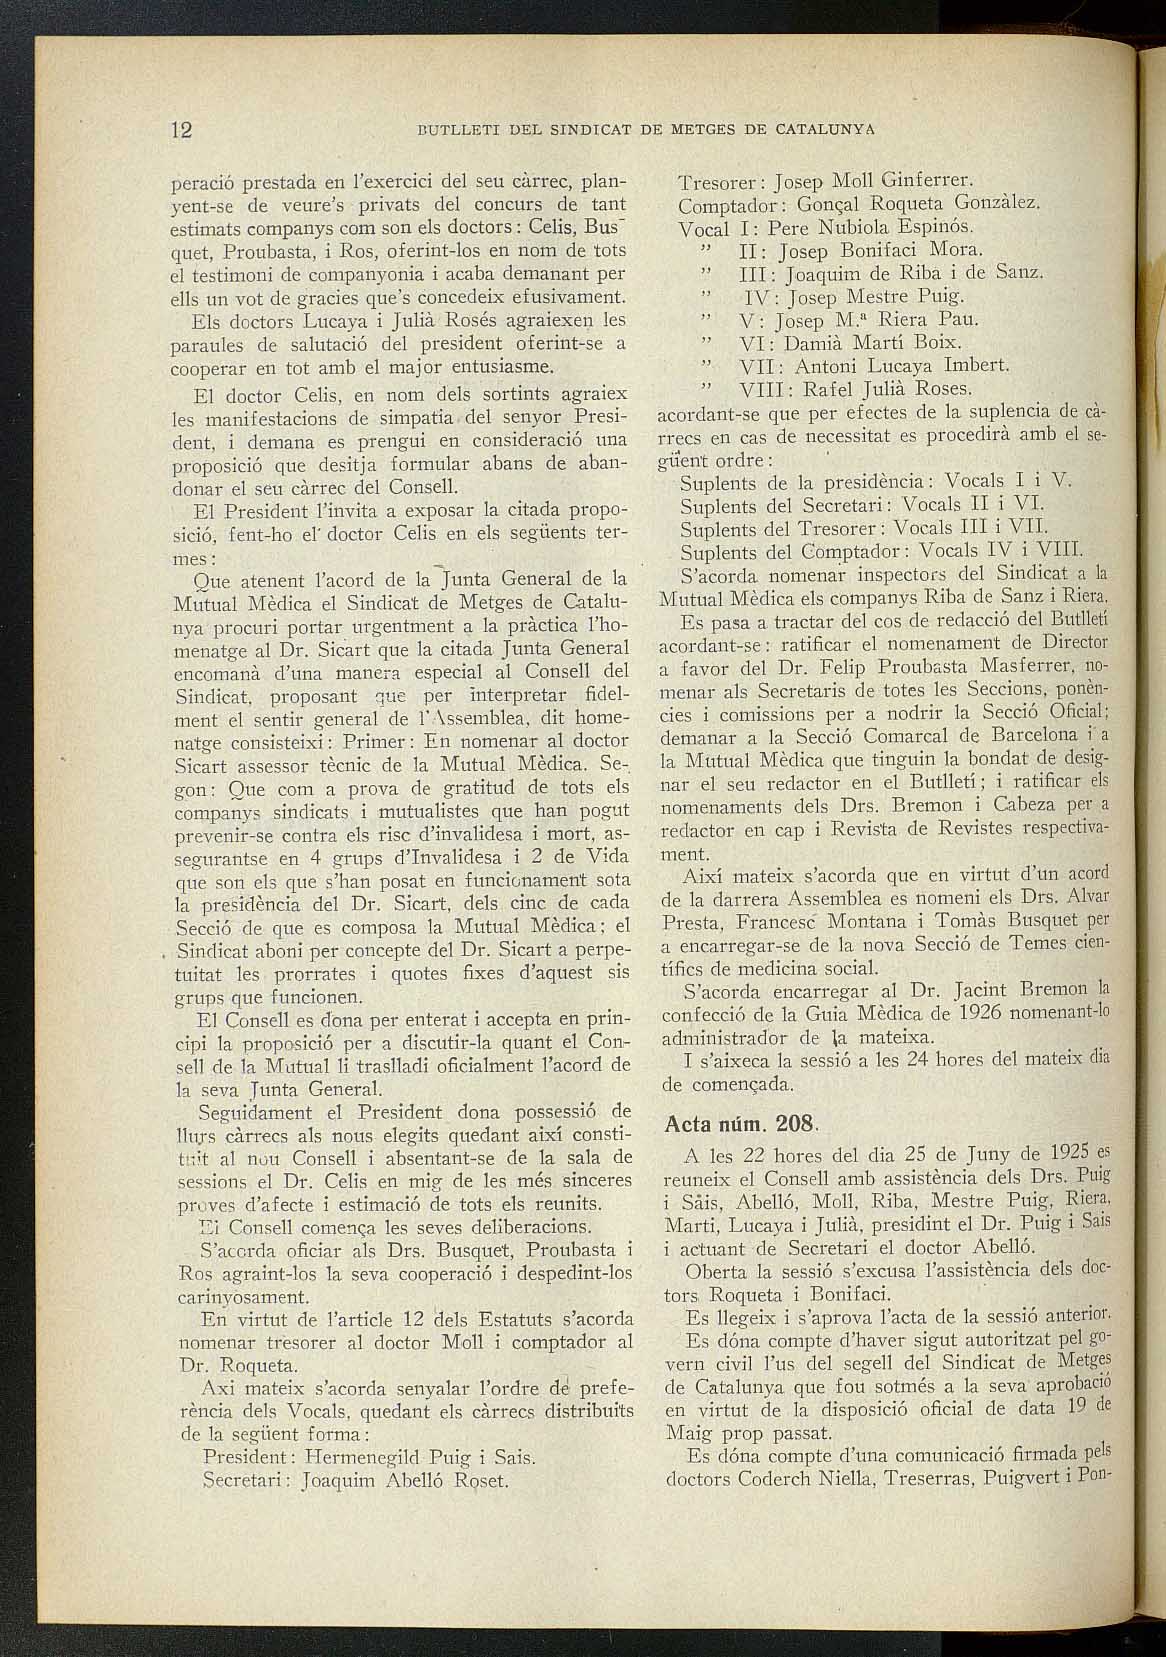 12
BUTLLETI DEL SINDICAT DE METGES DE CATALUNYA
peració prestada en l'exercici del seu càrrec, plan-
yent-se de veure's privats del concurs de tant
estimats companys com son els doctors: Celis, Bus-
quet, Proubasta, i Ros, oferint-los en nom de tots
el testimoni de companyonia i acaba demanant per
ells un vot de gracies que's concedeix efusivament.
Els doctors Lucaya i Julià Rosés agraiexen les
paraules de salutació del president oferint-se a
cooperar en tot amb el major entusiasme.
El doctor Celis, en nom dels sortints agraiex
les manifestacions de simpatia del senyor Presi-
dent, i demana es prengui en consideració una
proposició que desitja formular abans de aban-
donar el seu càrrec del Consell.
El President l'invita a exposar la citada propo-
sició, fent-ho el doctor Celis en els següents ter-
mes:
Que atenent l'acord de la Junta General de la
Mutual Mèdica el Sindicat de Metges de Catalu-
nya procuri portar urgentment a la pràctica l'ho-
menatge al Dr. Sicart que la citada Junta General
encomanà d'una manera especial al Consell del
Sindicat, proposant que per interpretar fidel-
ment el sentir general de l'Assemblea, dit home-
natge consisteixi: Primer: En nomenar al doctor
Sicart assessor tècnic de la Mutual Mèdica. Se-
gon: Que com a prova de gratitud de tots els
companys sindicats i mutualistes que han pogut
prevenir-se contra els risc d'invalidesa i mort, as-
segurantse en 4 grups d'Invalidesa i 2 de Vida
que son els que s'han posat en funcionament sota
la presidència del Dr. Sicart, dels cinc de cada
Secció de que es composa la Mutual Mèdica; el
Sindicat aboni per concepte del Dr. Sicart a perpe-
tuitat les prorrates i quotes fixes d'aquest sis
grups que funcionen.
El Consell es dona per enterat i accepta en prin-
cipi la proposició per a discutir-la quant el Con-
sell de la Mutual li traslladi oficialment l'acord de
la seva Junta General.
Seguidament el President dona possessió de
llurs càrrecs als nous elegits quedant així consti-
tuït al nou Consell i absentant-se de la sala de
sessions el Dr. Celis en mig de les més sinceres
proves d'afecte i estimació de tots els reunits.
El Consell comença les seves deliberacions.
S'acorda oficiar als Drs. Busquet, Proubasta i
Ros agraint-los la seva cooperació i despedint-los
carinyosament.
En virtut de l'article 12 dels Estatuts s'acorda
nomenar tresorer al doctor Moll i comptador al
Dr. Roqueta.
Axi mateix s'acorda senyalar l'ordre de prefe-
rència dels Vocals, quedant els càrrecs distribuits
de la següent forma:
President: Hermenegild Puig i Sais.
Secretari: Joaquim Abelló Roset.
Tresorer: Josep Moll Ginferrer.
Comptador: Gonçal Roqueta Gonzàlez.
Vocal I: Pere Nubiola Espinós.
" II: Josep Bonifaci Mora.
" III: Joaquim de Riba i de Sanz.
" IV: Josep Mestre Puig.
" V: Josep M.ª Riera Pau.
" VI: Damià Martí Boix.
" VII: Antoni Lucaya Imbert.
" VIII: Rafel Julià Roses.
acordant-se que per efectes de la suplencia de cà-
rrecs en cas de necessitat es procedirà amb el se-
güent ordre:
Suplents de la presidència: Vocals I i V.
Suplents del Secretari: Vocals II i VI.
Suplents del Tresorer: Vocals III i VII.
Suplents del Comptador: Vocals IV i VIII.
S'acorda nomenar inspectors del Sindicat a la
Mutual Mèdica els companys Riba de Sanz i Riera.
Es pasa a tractar del cos de redacció del Butlletí
acordant-se: ratificar el nomenament de Director
a favor del Dr. Felip Proubasta Masferrer, no-
menar als Secretaris de totes les Seccions, ponèn-
cies i comissions per a nodrir la Secció Oficial;
demanar a la Secció Comarcal de Barcelona i a
la Mutual Mèdica que tinguin la bondat de desig-
nar el seu redactor en el Butlletí; i ratificar els
nomenaments dels Drs. Bremon i Cabeza per a
redactor en cap i Revista de Revistes respectiva-
ment.
Així mateix s'acorda que en virtut d'un acord
de la darrera Assemblea es nomeni els Drs. Alvar
Presta, Francesc Montana i Tomàs Busquet per
a encarregar-se de la nova Secció de Temes cien-
tífics de medicina social.
S'acorda encarregar al Dr. Jacint Bremon la
confecció de la Guia Mèdica de 1926 nomenant-lo
administrador de la mateixa.
I s'aixeca la sessió a les 24 hores del mateix dia
de començada.
Acta núm. 208.
A les 22 hores del dia 25 de Juny de 1925 es
reuneix el Consell amb assistència dels Drs. Puig
i Sàis, Abelló, Moll, Riba, Mestre Puig, Riera,
Marti, Lucaya i Julià, presidint el Dr. Puig i Sais
i actuant de Secretari el doctor Abelló.
Oberta la sessió s'excusa l'assistència dels doc-
tors Roqueta i Bonifaci.
Es llegeix i s'aprova l'acta de la sessió anterior.
Es dóna compte d'haver sigut autoritzat pel go-
vern civil l'us del segell del Sindicat de Metges
de Catalunya que fou sotmés a la seva aprobació
en virtut de la disposició oficial de data 19 de
Maig prop passat.
Es dóna compte d'una comunicació firmada pels
doctors Coderch Niella, Treserras, Puigvert i Pon-